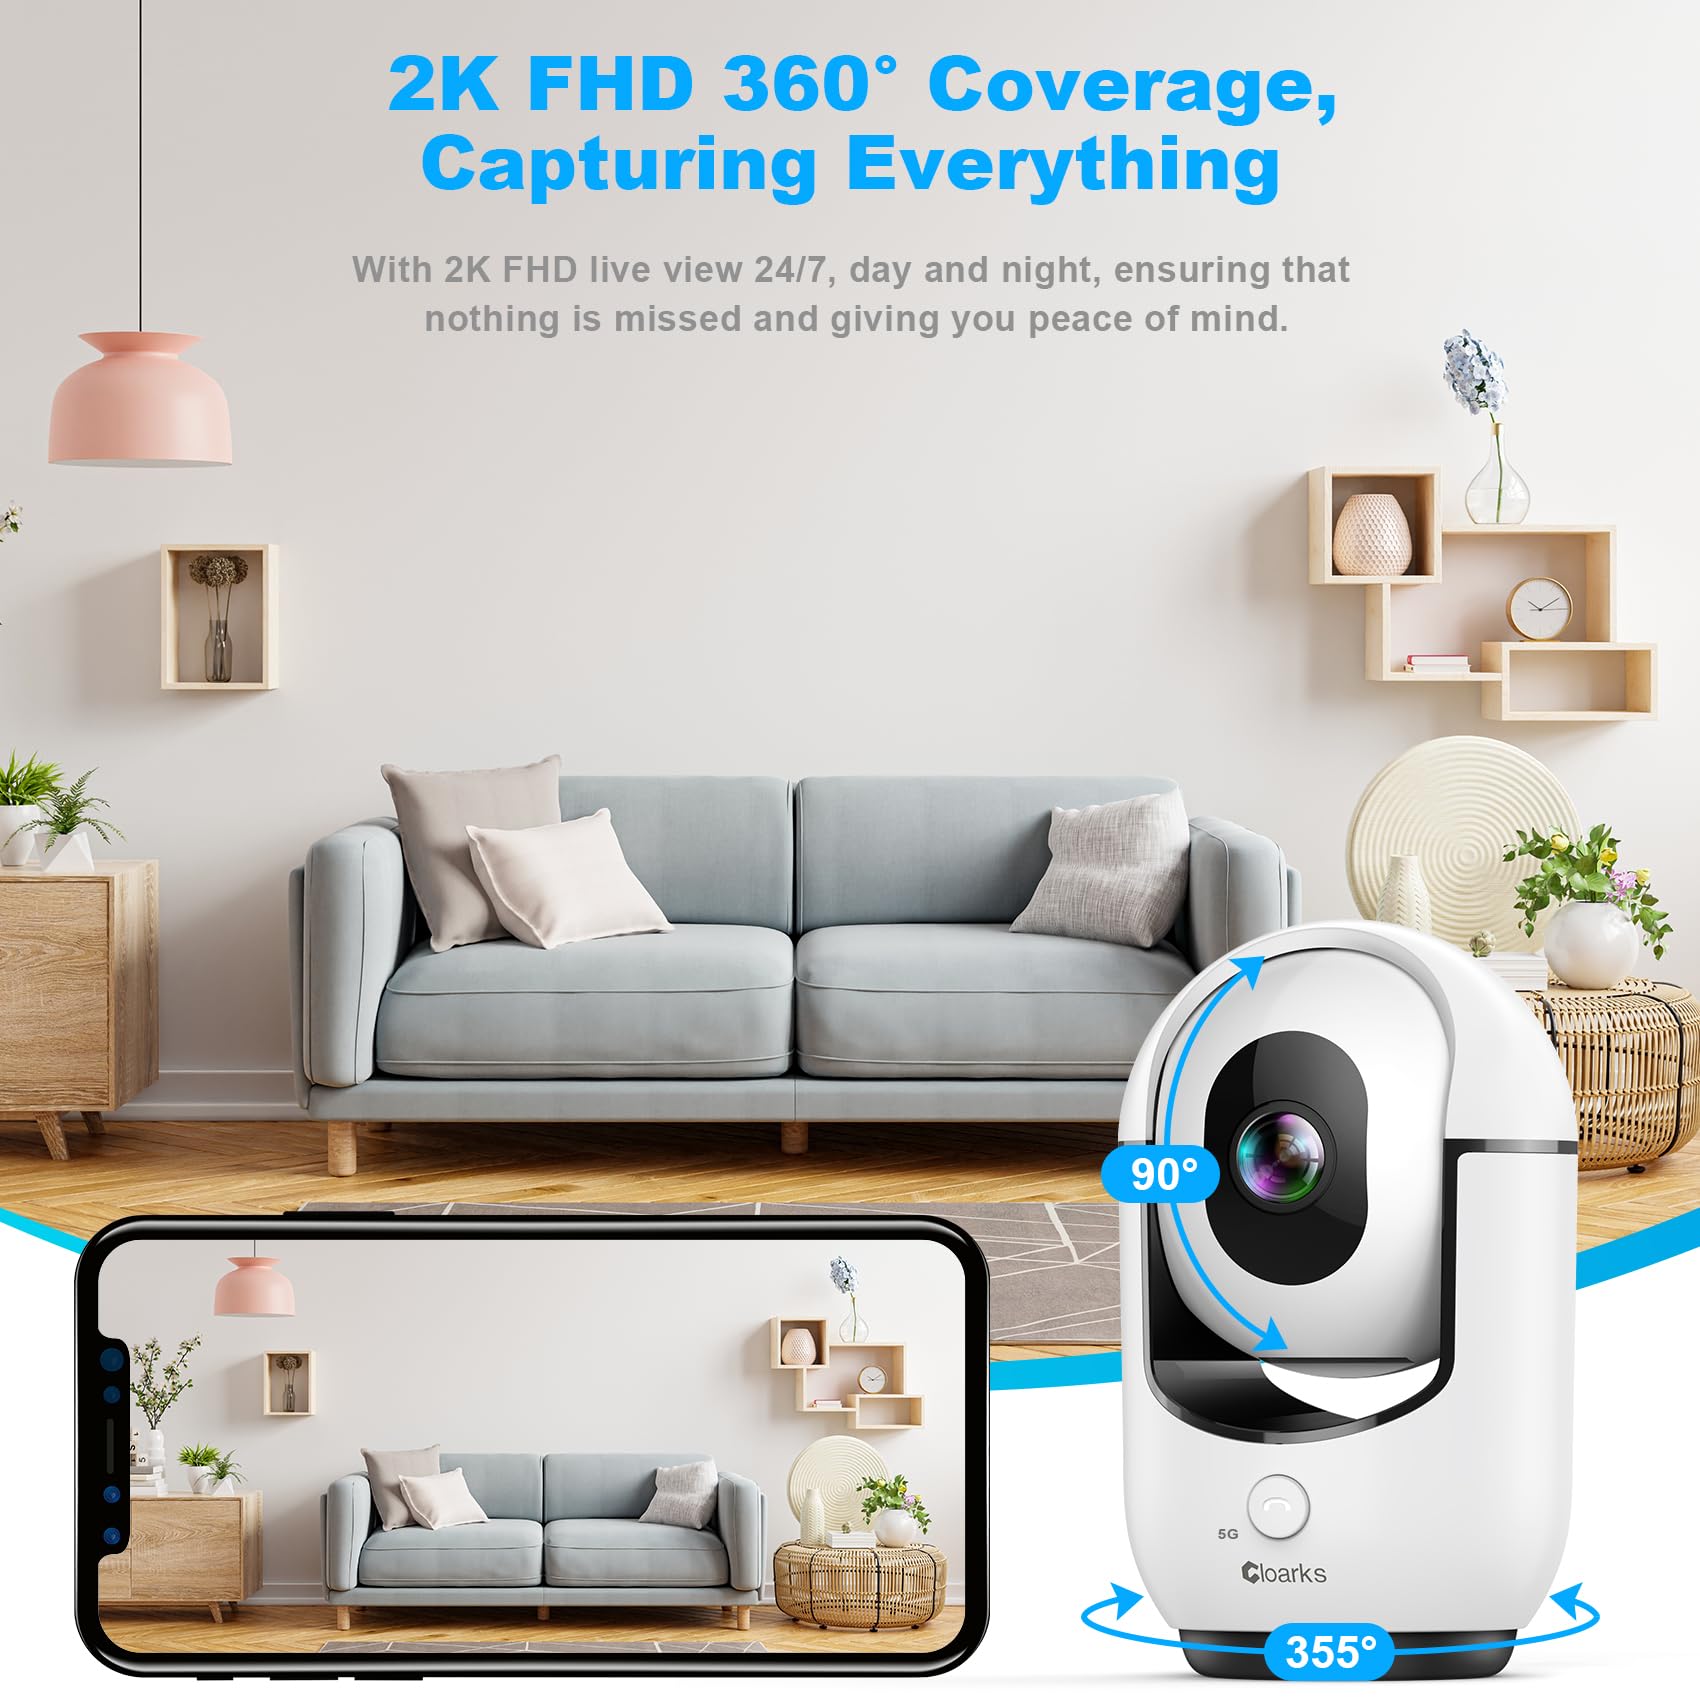 2K FHD 360° Coverage,
Capturing Everything
With 2K FHD live view 24/7, day and night, ensuring that
nothing is missed and giving you peace of mind.
90°
5G
Cloarks
355°